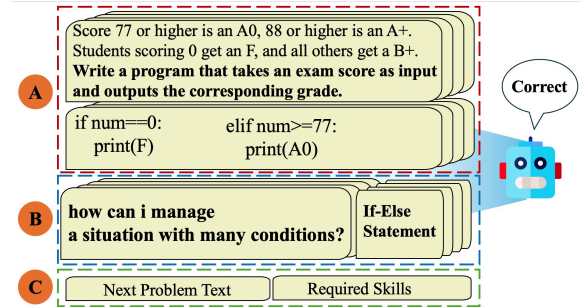 Score 77 or higher is an A0, 88 or higher is an A+.
Students scoring 0 get an F, and all others get a B+.
Write a program that takes an exam score as input
and outputs the corresponding grade.
A
if num==0:
print(F)
elif num>=77:
print(A0)
Correct
B
how can i manage
a situation with many conditions?
If-Else
Statement
C
Next Problem Text
Required Skills